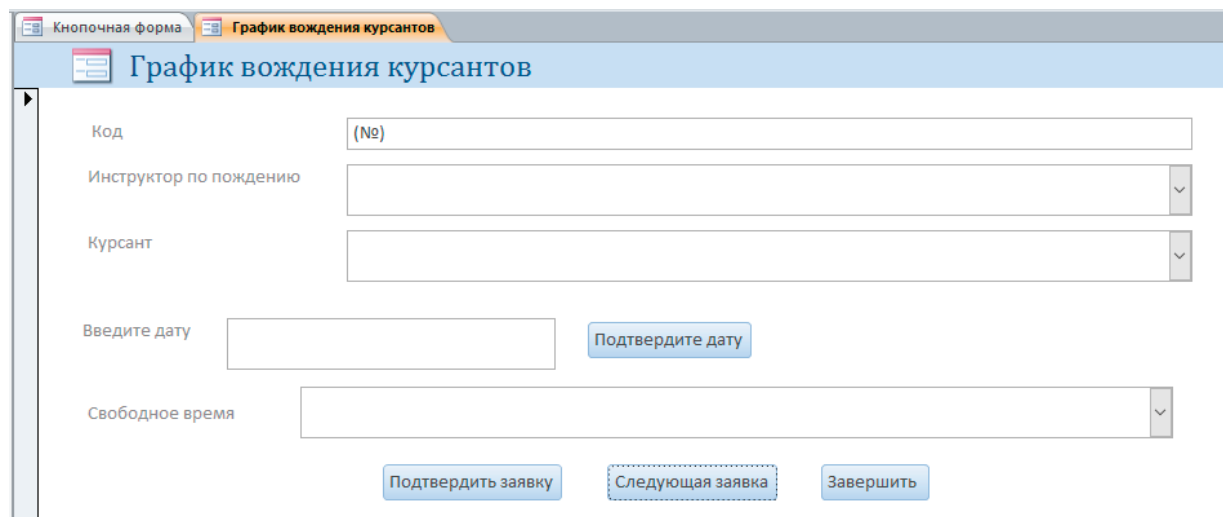 Кнопочная форма График вождения курсантов
График вождения курсантов
Код (№)
Инструктор по пождению
Курсант
Введите дату Подтвердите дату
Свободное время
Подтвердить заявку Следующая заявка Завершить